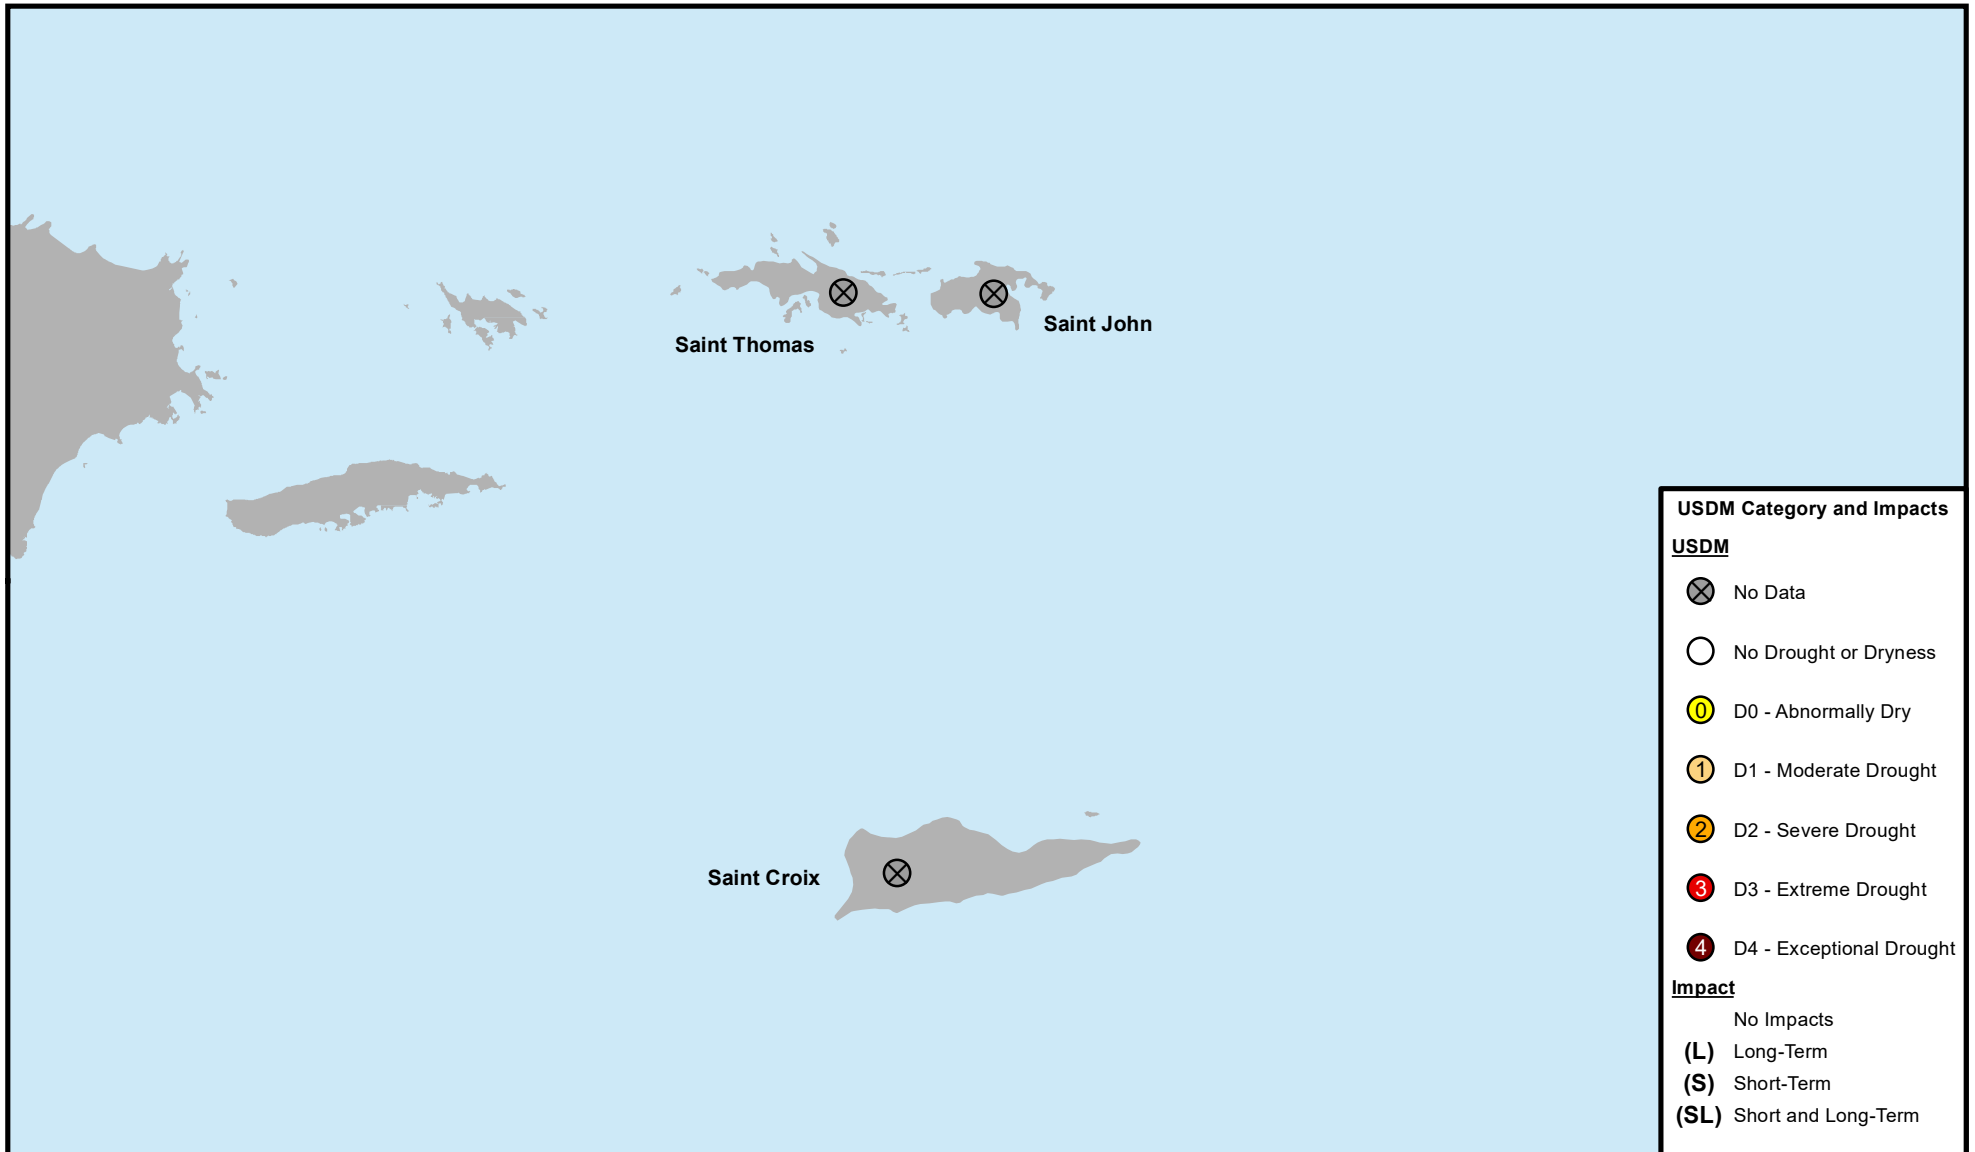 Saint John
Saint Thomas
Saint Croix
USDM Category and Impacts
USDM
No Data
No Drought or Dryness
0 D0 - Abnormally Dry
1 D1 - Moderate Drought
2 D2 - Severe Drought
3 D3 - Extreme Drought
4 D4 - Exceptional Drought
Impact
No Impacts
(L) Long-Term
(S) Short-Term
(SL) Short and Long-Term